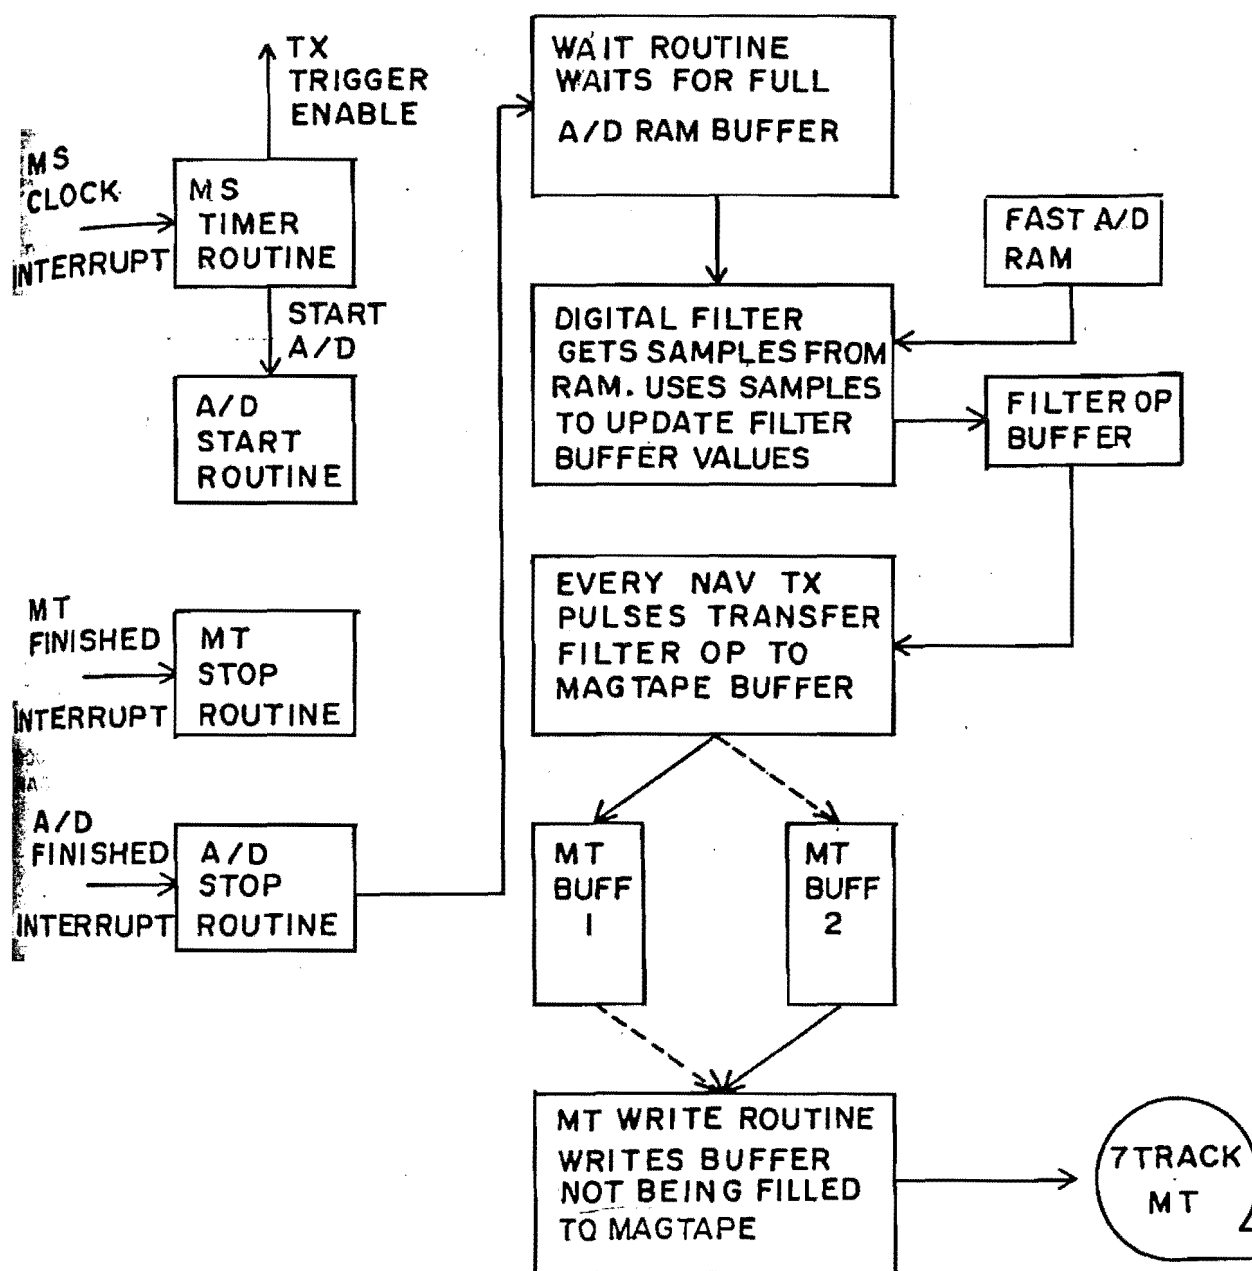 TX
TRIGGER
ENABLE
MS
CLOCK
INTERRUPT
MS
TIMER
ROUTINE
START
A/D
A/D
START
ROUTINE
MT
FINISHED
INTERRUPT
MT
STOP
ROUTINE
A/D
FINISHED
INTERRUPT
A/D
STOP
ROUTINE
WAIT ROUTINE
WAITS FOR FULL
A/D RAM BUFFER
FAST A/D
RAM
DIGITAL FILTER
GETS SAMPLES FROM
RAM. USES SAMPLES
TO UPDATE FILTER
BUFFER VALUES
FILTER OP
BUFFER
EVERY NAV TX
PULSES TRANSFER
FILTER OP TO
MAGTAPE BUFFER
MT
BUFF
1
MT
BUFF
2
MT WRITE ROUTINE
WRITES BUFFER
NOT BEING FILLED
TO MAGTAPE
7 TRACK
MT